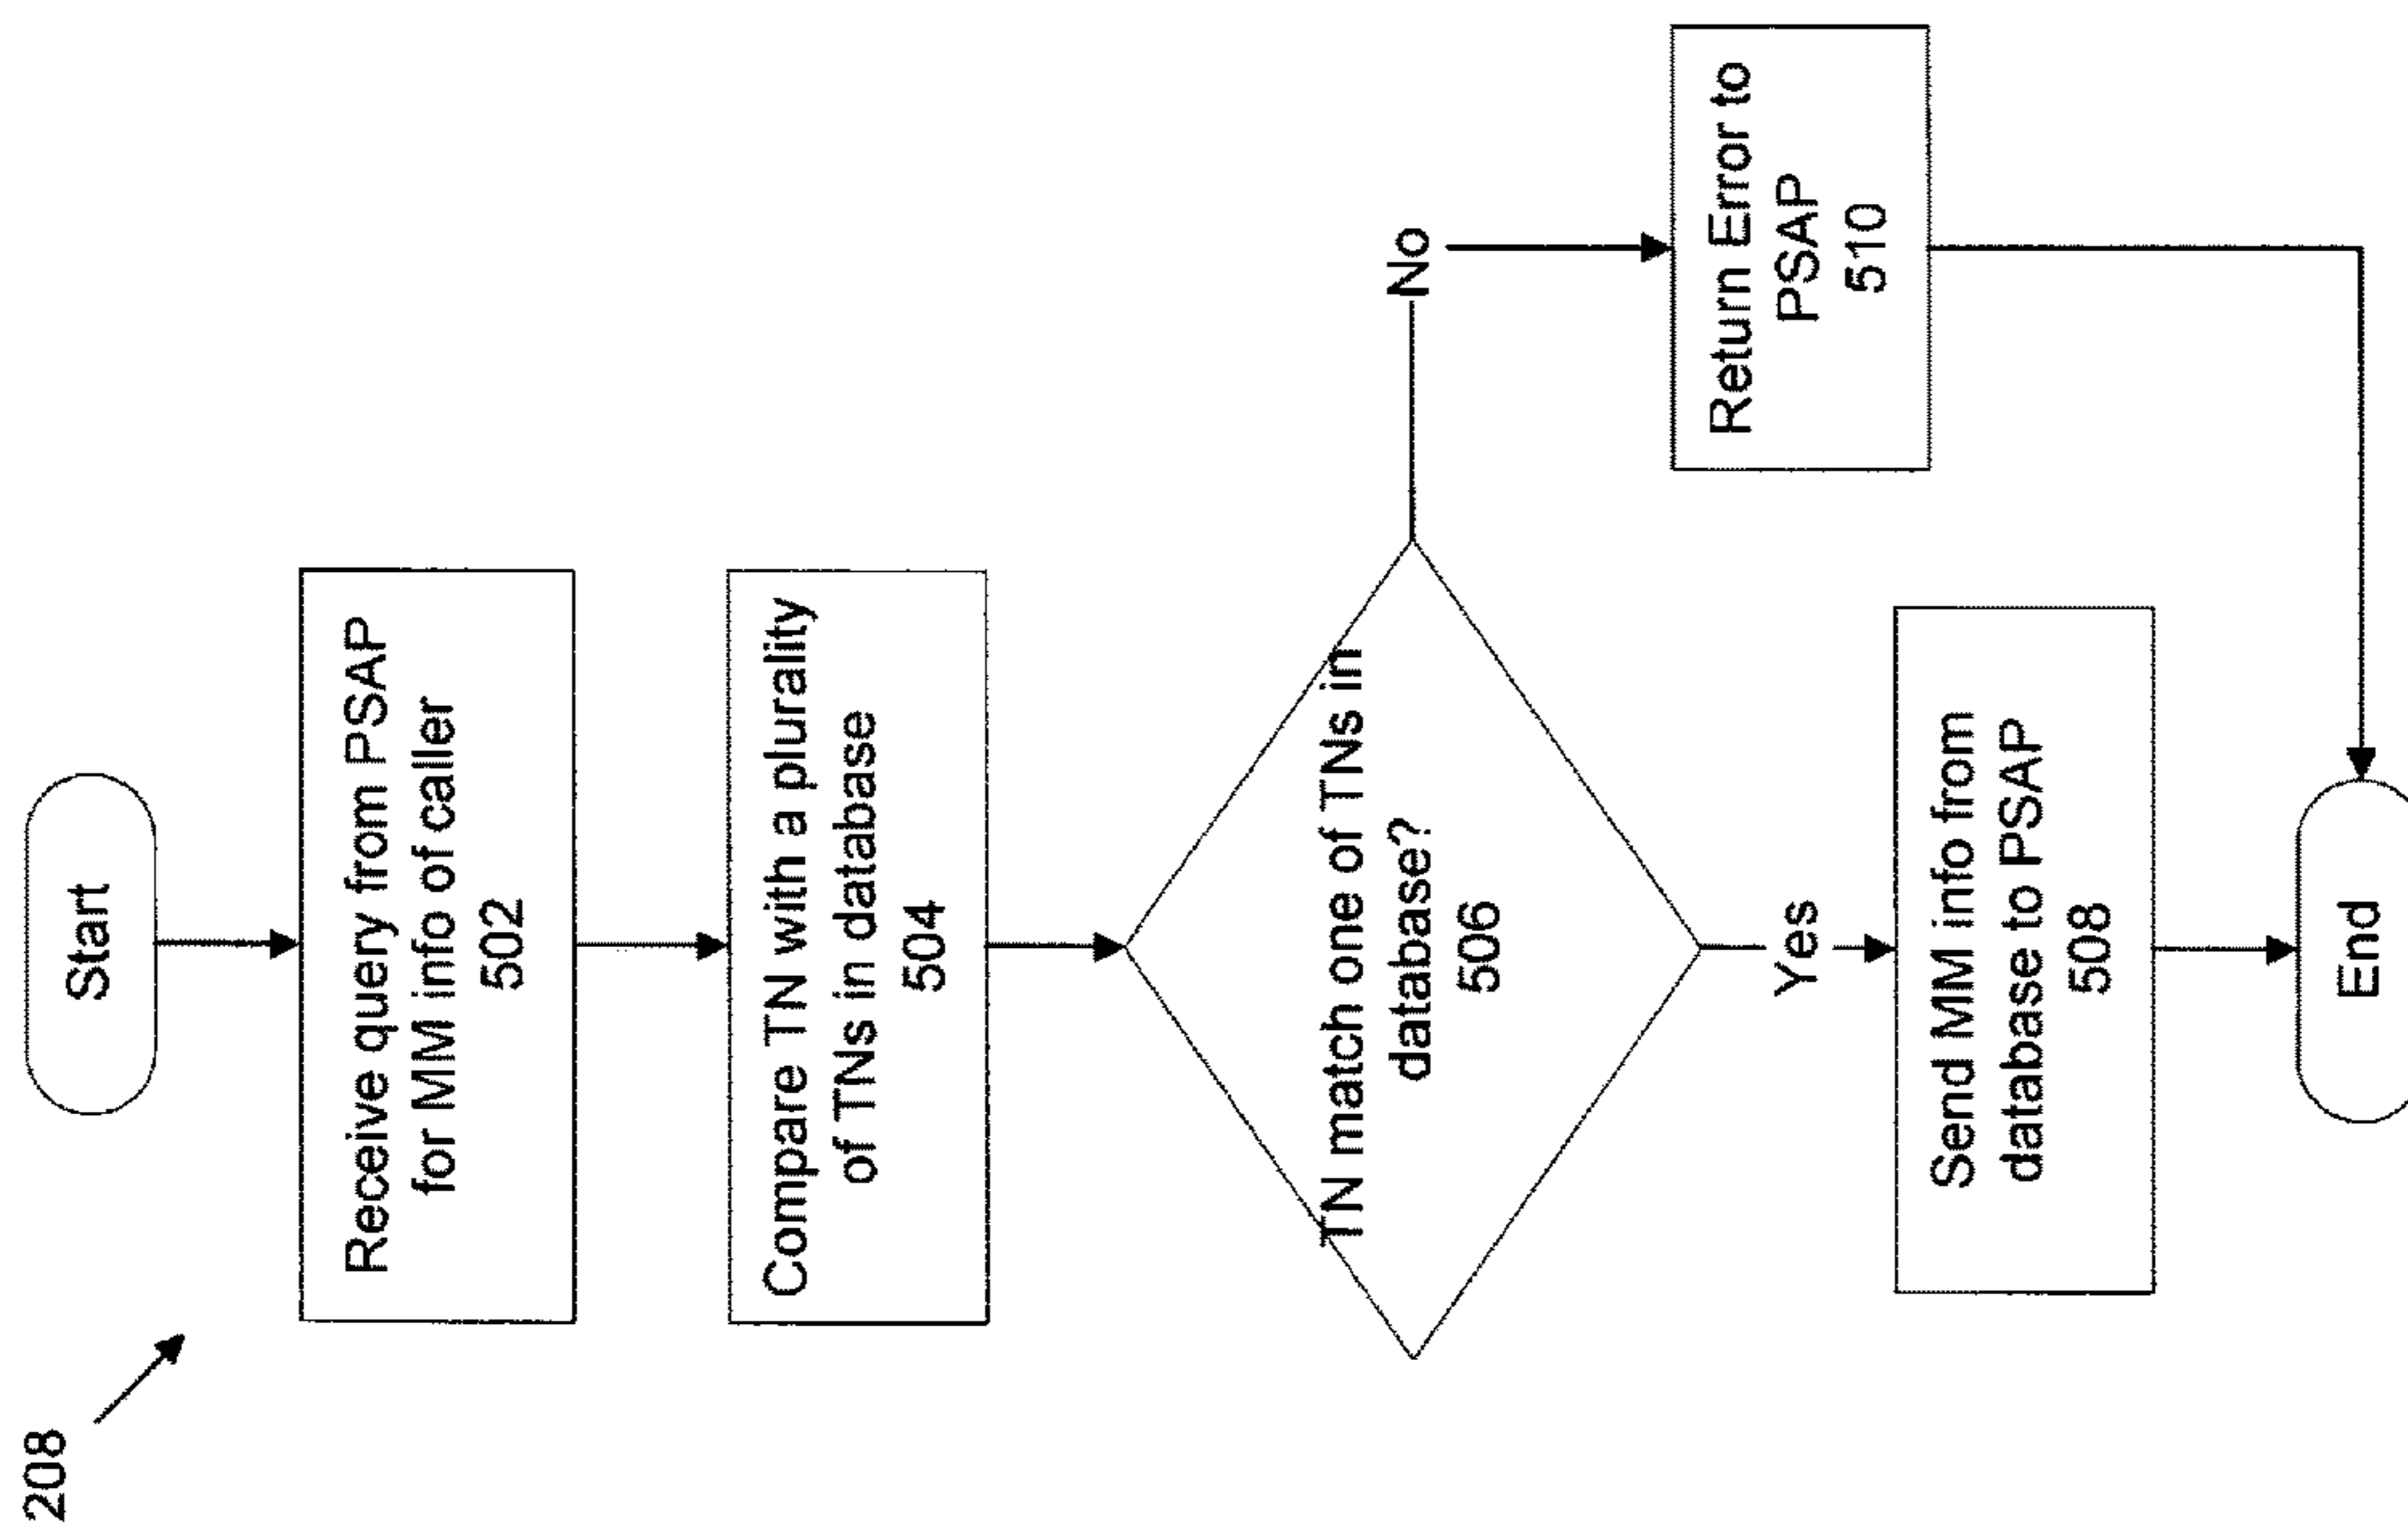 208
Start
Receive query from PSAP
for MM info of caller
502
Compare TN with a plurality
of TNs in database
504
TN match one of TNs in
database?
506
No
Yes
Return Error to
PSAP
510
Send MM info from
database to PSAP
508
End